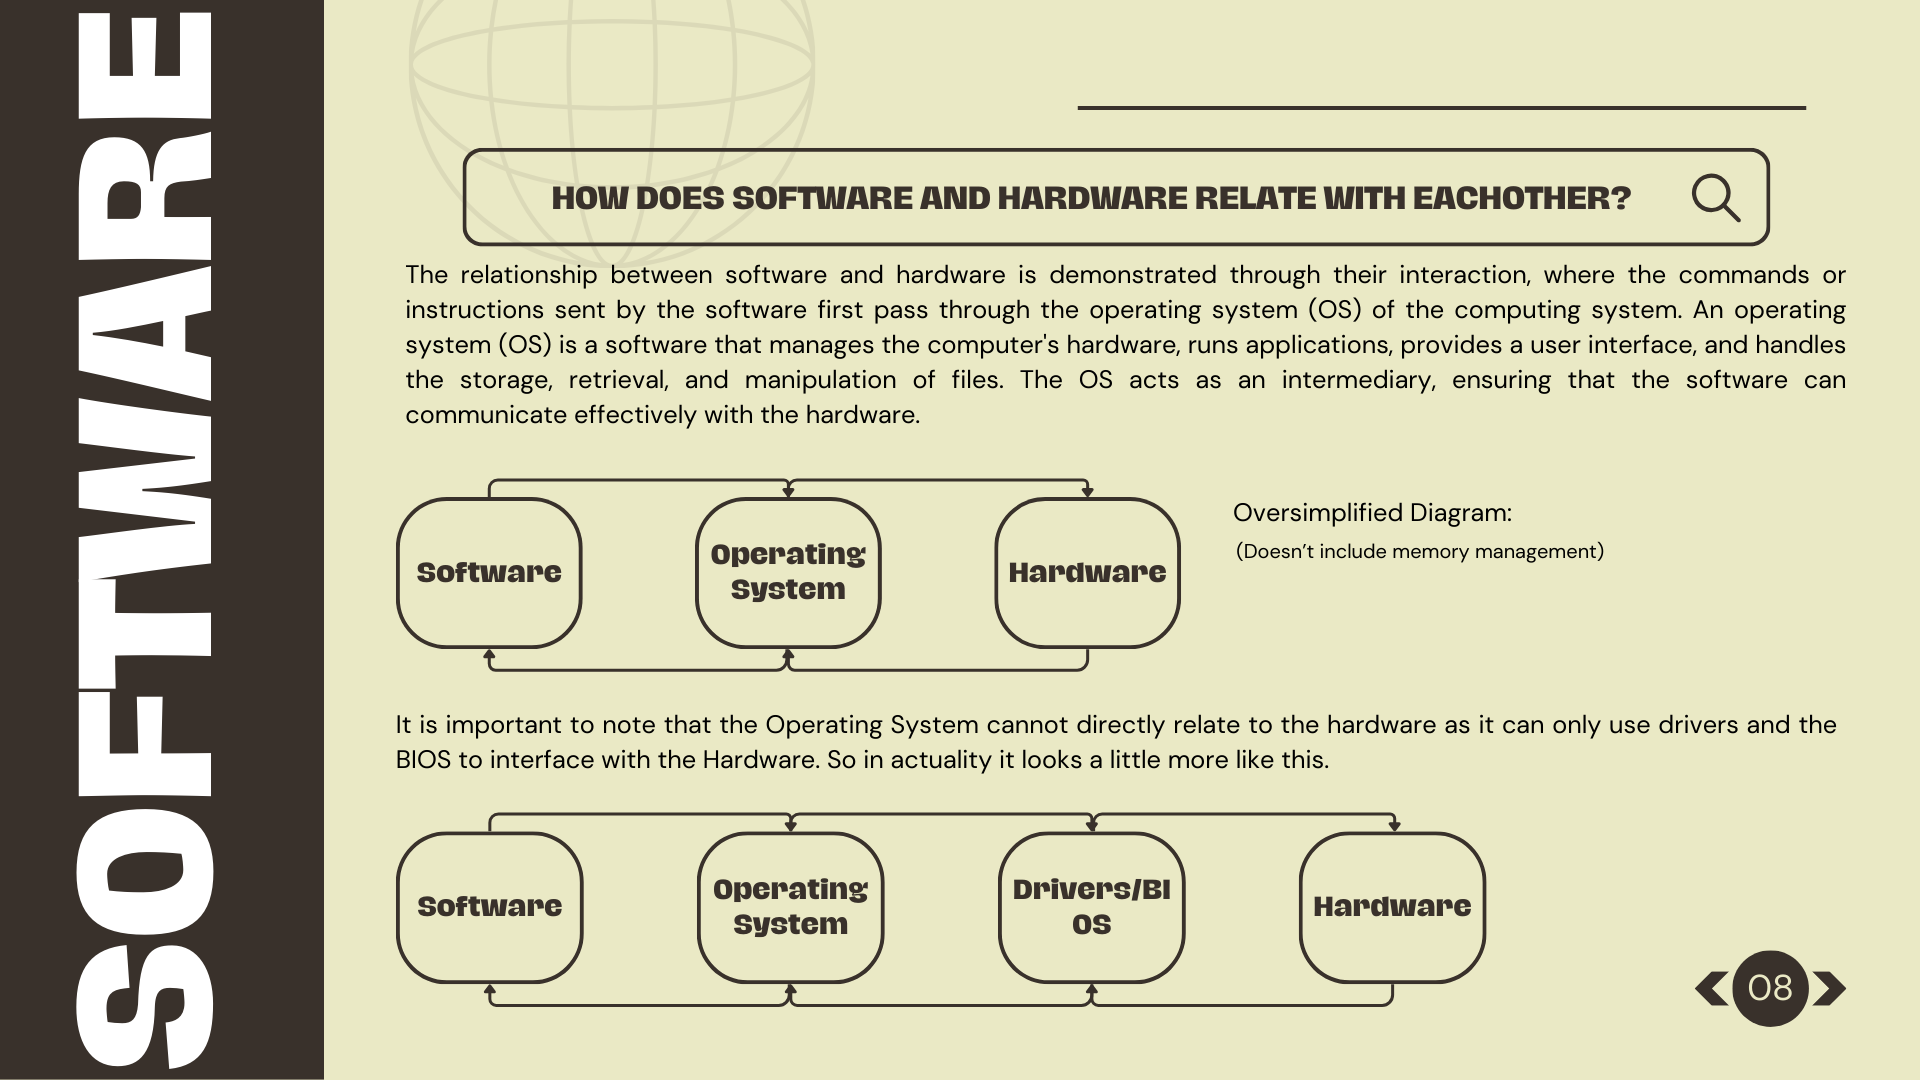 SOFTWARE
HOW DOES SOFTWARE AND HARDWARE RELATE WITH EACHOTHER?
The relationship between software and hardware is demonstrated through their interaction, where the commands or
instructions sent by the software first pass through the operating system (OS) of the computing system. An operating
system (OS) is a software that manages the computer's hardware, runs applications, provides a user interface, and handles
the storage, retrieval, and manipulation of files. The OS acts as an intermediary, ensuring that the software can
communicate effectively with the hardware.
Software
Operating
System
Hardware
Oversimplified Diagram:
(Doesn’t include memory management)
It is important to note that the Operating System cannot directly relate to the hardware as it can only use drivers and the
BIOS to interface with the Hardware. So in actuality it looks a little more like this.
Software
Operating
System
Drivers/BI
OS
Hardware
08